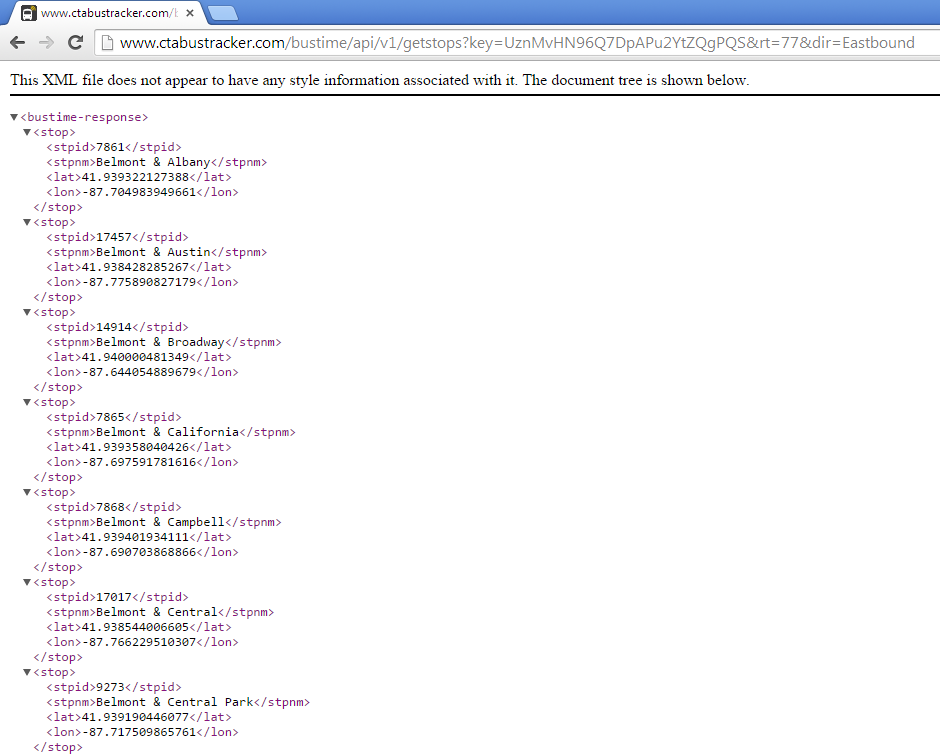 www.ctabustracker.com/b
www.ctabustracker.com/bustime/api/v1/getstops?key=UznMvHN96Q7DpAPu2YtZQgPQS&rt=77&dir=Eastbound
This XML file does not appear to have any style information associated with it. The document tree is shown below.
▼<bustime-response>
▼<stop>
<stpid>7861</stpid>
<stpnm>Belmont & Albany</stpnm>
<lat>41.939322127388</lat>
<lon>-87.704983949661</lon>
</stop>
▼<stop>
<stpid>17457</stpid>
<stpnm>Belmont & Austin</stpnm>
<lat>41.938428285267</lat>
<lon>-87.775890827179</lon>
</stop>
▼<stop>
<stpid>14914</stpid>
<stpnm>Belmont & Broadway</stpnm>
<lat>41.940000481349</lat>
<lon>-87.644054889679</lon>
</stop>
▼<stop>
<stpid>7865</stpid>
<stpnm>Belmont & California</stpnm>
<lat>41.939358040426</lat>
<lon>-87.697591781616</lon>
</stop>
▼<stop>
<stpid>7868</stpid>
<stpnm>Belmont & Campbell</stpnm>
<lat>41.939401934111</lat>
<lon>-87.690703868866</lon>
</stop>
▼<stop>
<stpid>17017</stpid>
<stpnm>Belmont & Central</stpnm>
<lat>41.938544006605</lat>
<lon>-87.766229510307</lon>
</stop>
▼<stop>
<stpid>9273</stpid>
<stpnm>Belmont & Central Park</stpnm>
<lat>41.939190446077</lat>
<lon>-87.717509865761</lon>
</stop>